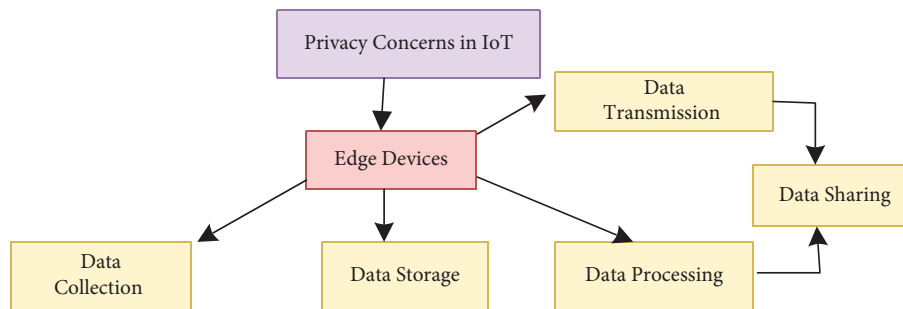 Privacy Concerns in IoT
Data
Transmission
Edge Devices
Data Sharing
Data
Collection
Data Storage
Data Processing